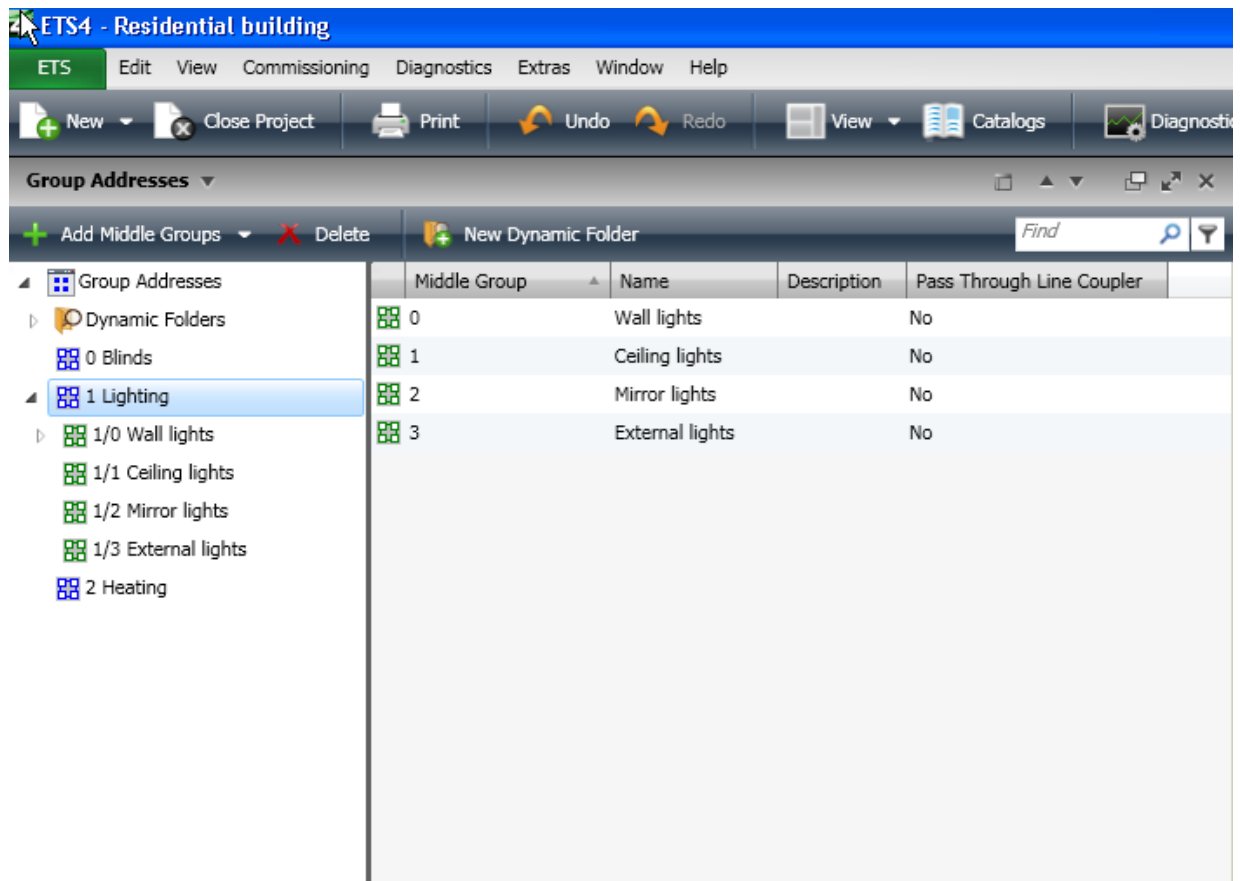 ETS4 - Residential building
ETS Edit View Commissioning Diagnostics Extras Window Help
New Close Project Print Undo Redo View Catalogs Diagnosti
Group Addresses
Add Middle Groups Delete New Dynamic Folder Find
Group Addresses
Dynamic Folders
0 Blinds
1 Lighting
1/0 Wall lights
1/1 Ceiling lights
1/2 Mirror lights
1/3 External lights
2 Heating
Middle Group Name Description Pass Through Line Coupler
0 Wall lights No
1 Ceiling lights No
2 Mirror lights No
3 External lights No